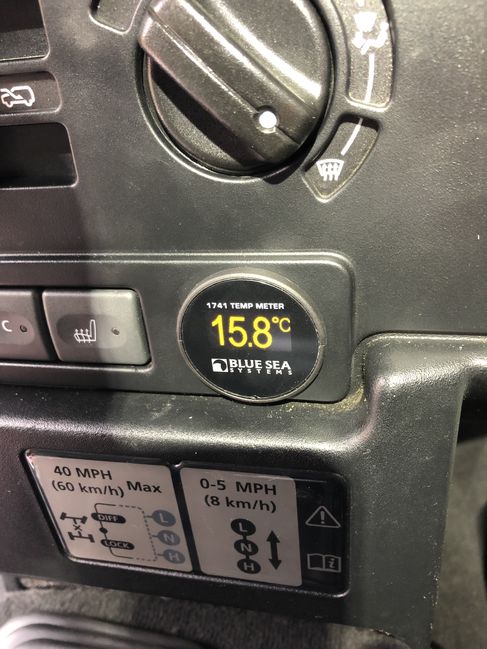 1741 TEMP METER
15.8°C
BLUE SEA
SYSTEMS
C
40 MPH
(60 km/h) Max
DIFF
LOCK
L
N
H
0-5 MPH
(8 km/h)
L
N
H